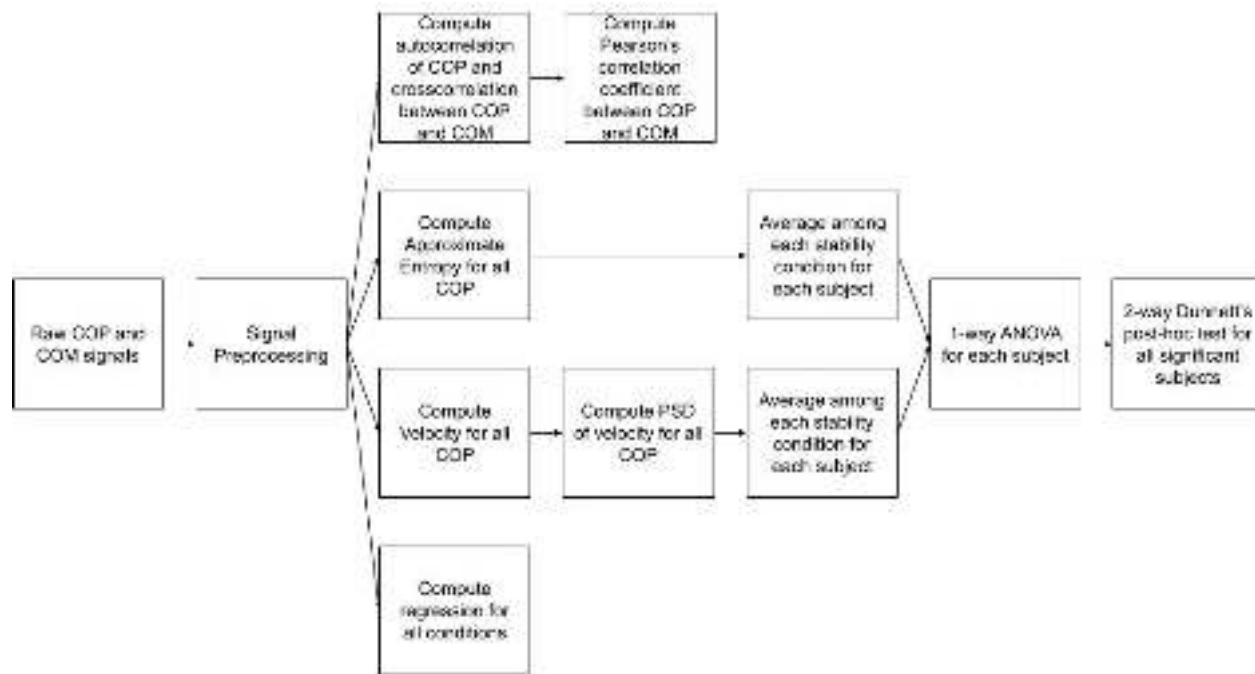 Compute
autocorrelation
of COP and
crosscorrelation
between COP
and COM
Compute
Pearson's
correlation
coefficient
between COP
and COM
Compute
Approximate
Entropy for all
COP
Average among
each stability
condition for
each subject
Raw COP and
COM signals
Signal
Preprocessing
1-way ANOVA
for each subject
2-way Dunnett's
post-hoc test for
all significant
subjects
Compute
Velocity for all
COP
Compute PSD
of velocity for all
COP
Average among
each stability
condition for
each subject
Compute
regression for
all conditions